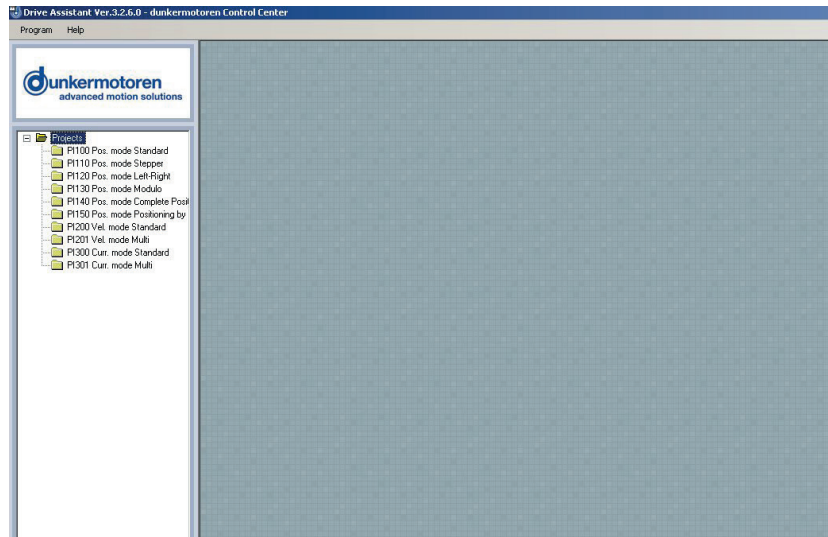 Drive Assistant Ver.3.2.6.0 - dunkermotoren Control Center
Program Help
dunkermotoren
advanced motion solutions
Projects
PI100 Pos. mode Standard
PI110 Pos. mode Stepper
PI120 Pos. mode Left-Right
PI130 Pos. mode Modulo
PI140 Pos. mode Complete Posit
PI150 Pos. mode Positioning by
PI200 Vel. mode Standard
PI201 Vel. mode Multi
PI300 Curr. mode Standard
PI301 Curr. mode Multi